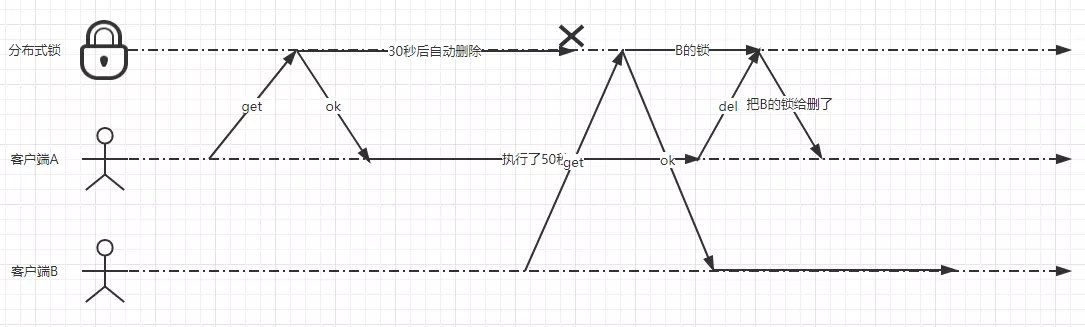 分布式锁
30秒后自动删除
B的锁
get
ok
del
把B的锁给删了
客户端A
执行了50秒
get
ok
客户端B